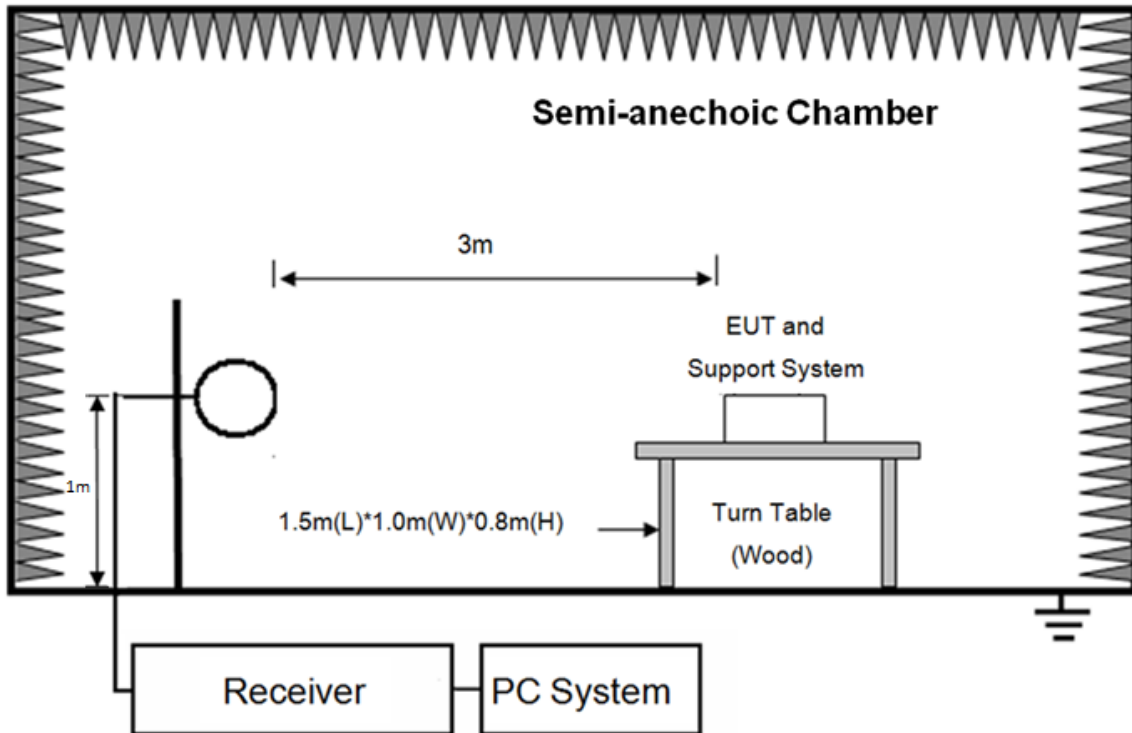 Semi-anechoic Chamber
3m
EUT and
Support System
1m
1.5m(L)*1.0m(W)*0.8m(H)
Turn Table
(Wood)
Receiver
PC System